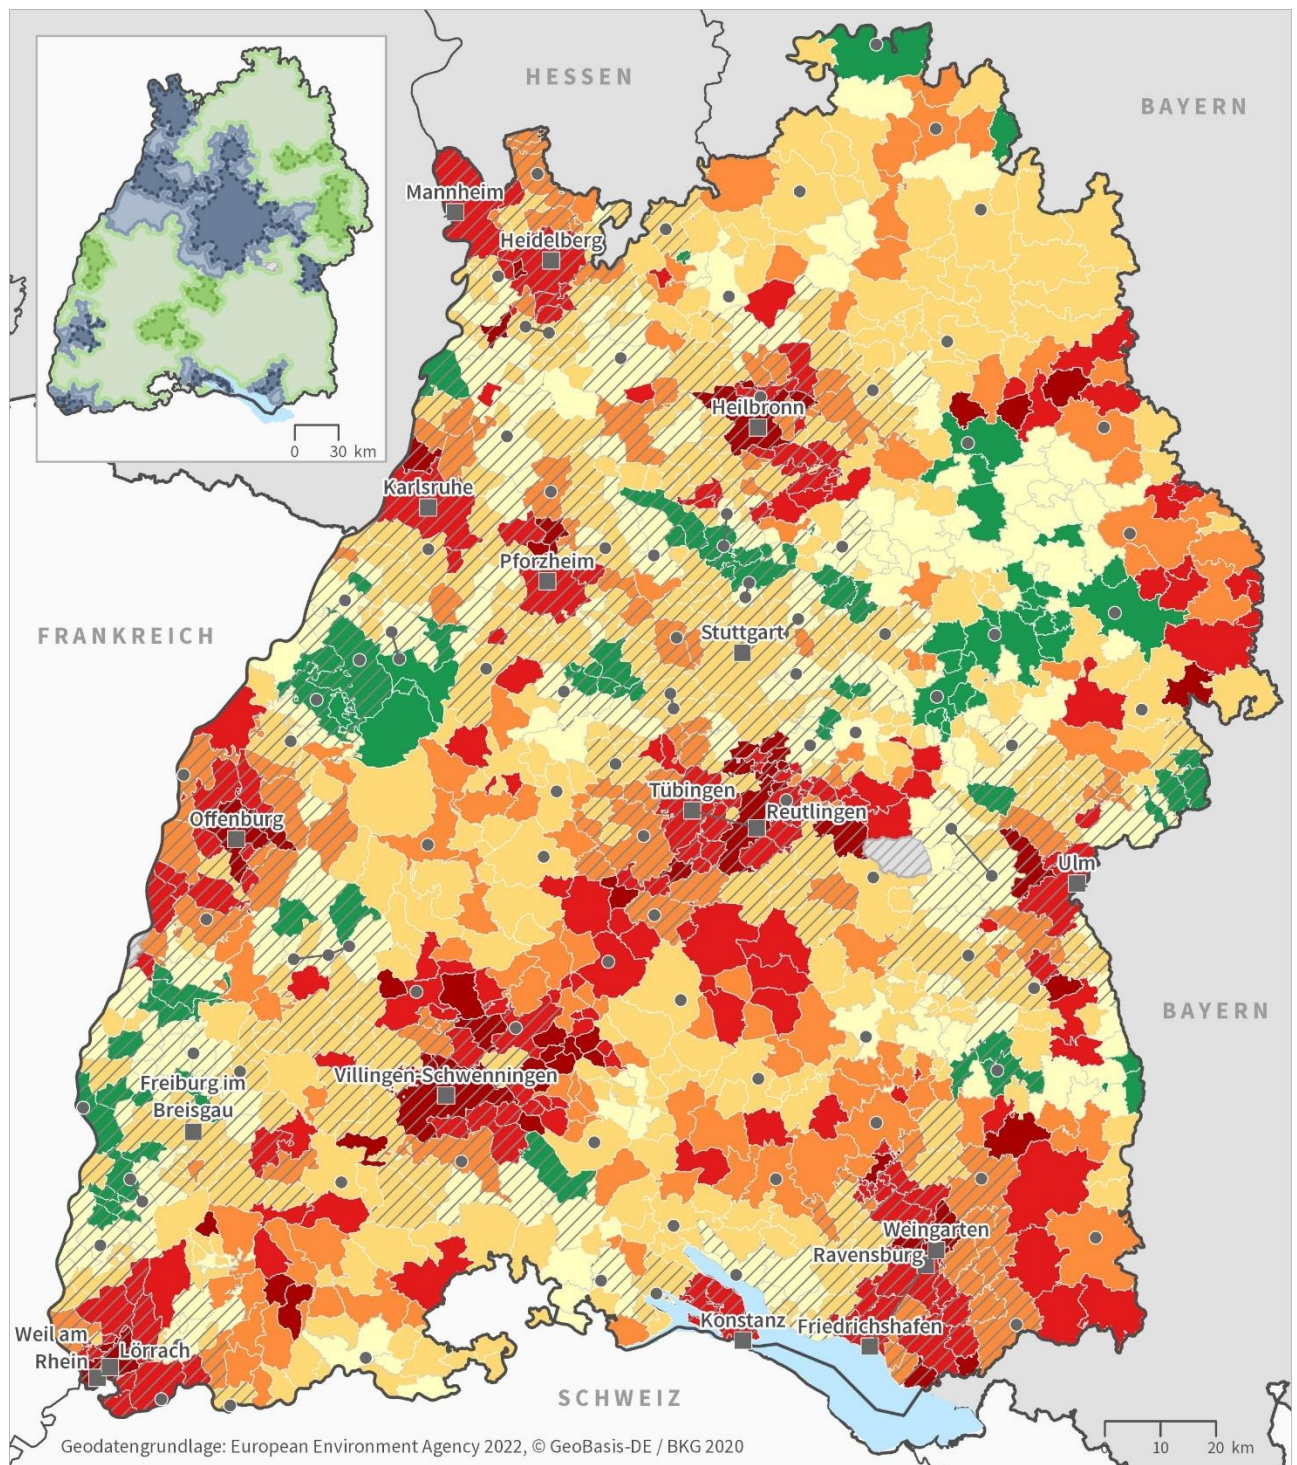 HESSEN
BAYERN
0 30 km
Mannheim
Heidelberg
Heilbronn
Karlsruhe
Pforzheim
FRANKREICH
Stuttgart
Tübingen
Reutlingen
Offenburg
Ulm
BAYERN
Villingen-Schwenningen
Freiburg im
Breisgau
Weingarten
Ravensburg
Konstanz
Friedrichshafen
Weil am
Rhein
Lörrach
SCHWEIZ
Geodatengrundlage: European Environment Agency 2022, © GeoBasis-DE / BKG 2020
0 10 20 km